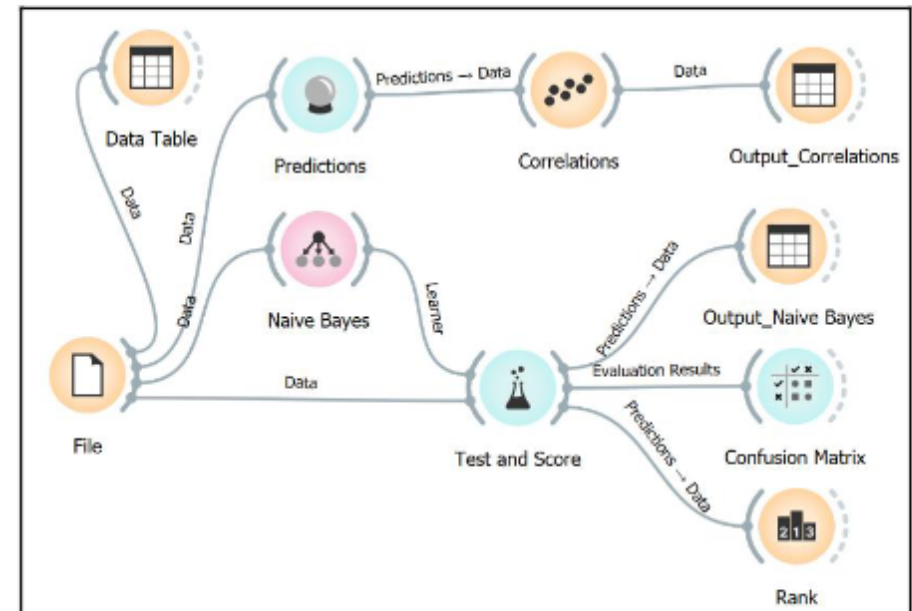 Data Table
Predictions
Predictions → Data
Correlations
Data
Output_Correlations
Data
Data
Data
Naive Bayes
Learner
Predictions → Data
Output_Naive Bayes
File
Data
Test and Score
Evaluation Results
Confusion Matrix
Predictions → Data
213
Rank